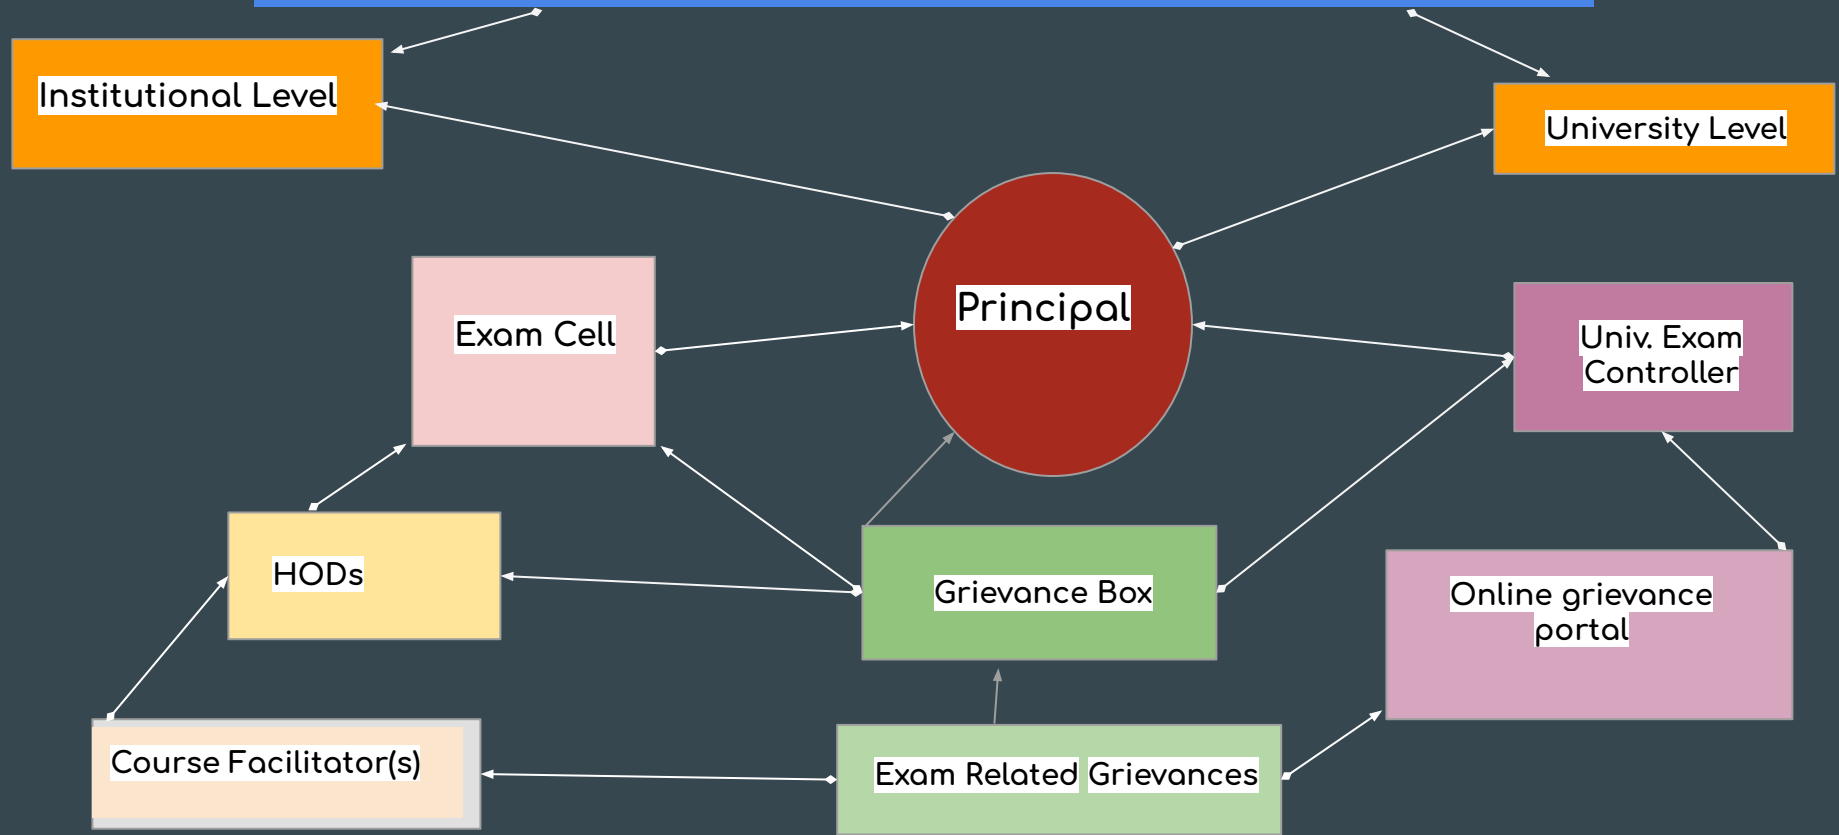 Institutional Level
University Level
Principal
Exam Cell
Univ. Exam
Controller
HODs
Grievance Box
Online grievance
portal
Course Facilitator(s)
Exam Related Grievances